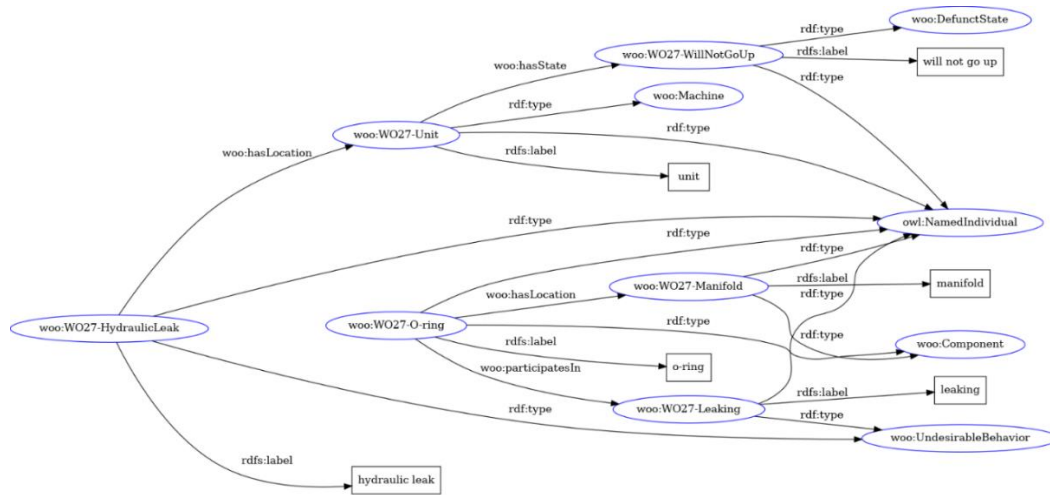 woo:DefunctState
rdf:type
woo:WO27-WillNotGoUp
rdfs:label
will not go up
woo:hasState
rdf:type
rdf:type
woo:Machine
woo:WO27-Unit
rdf:type
woo:hasLocation
rdfs:label
unit
rdf:type
owl:NamedIndividual
rdf:type
rdf:type
woo:WO27-Manifold
rdfs:label
manifold
woo:hasLocation
rdf:type
woo:WO27-HydraulicLeak
woo:WO27-O-ring
rdf:type
rdf:type
woo:Component
rdfs:label
o-ring
woo:participatesIn
rdfs:label
leaking
woo:WO27-Leaking
rdf:type
rdf:type
woo:UndesirableBehavior
rdfs:label
hydraulic leak